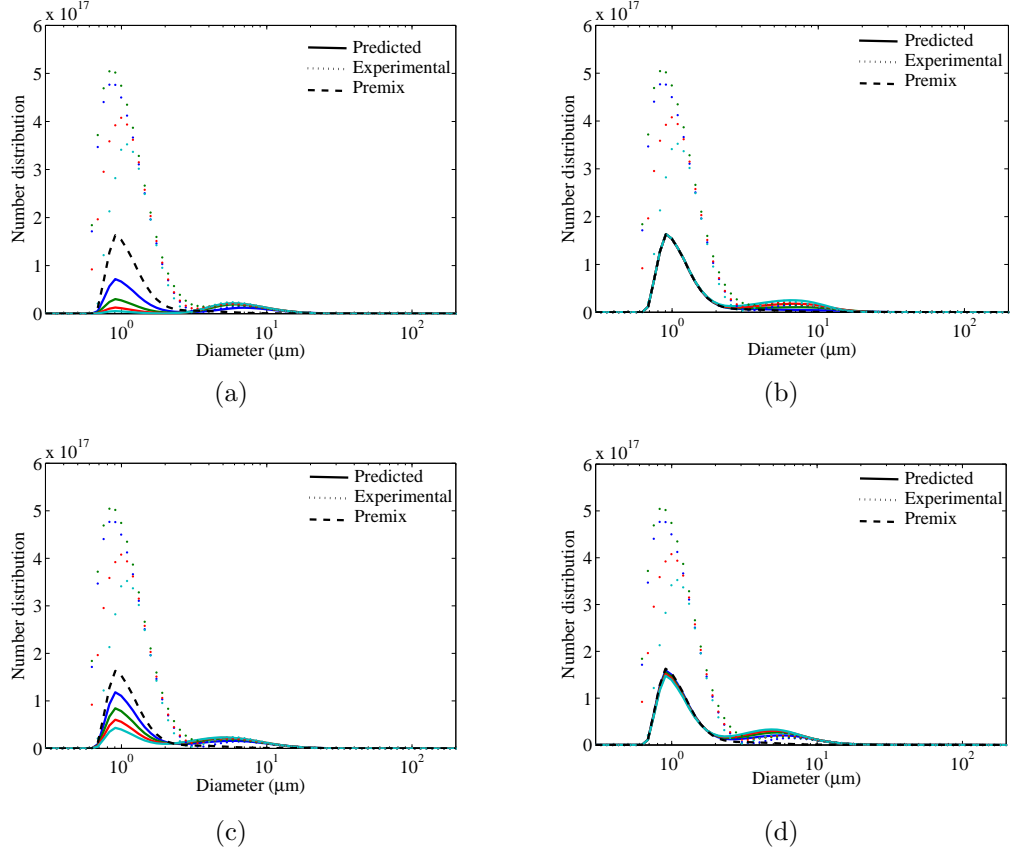 x 10^17
6
5
4
3
2
1
0
Number distribution
Predicted
Experimental
Premix
10^0
10^1
10^2
Diameter (μm)
(a)
x 10^17
6
5
4
3
2
1
0
Number distribution
Predicted
Experimental
Premix
10^0
10^1
10^2
Diameter (μm)
(b)
x 10^17
6
5
4
3
2
1
0
Number distribution
Predicted
Experimental
Premix
10^0
10^1
10^2
Diameter (μm)
(c)
x 10^17
6
5
4
3
2
1
0
Number distribution
Predicted
Experimental
Premix
10^0
10^1
10^2
Diameter (μm)
(d)